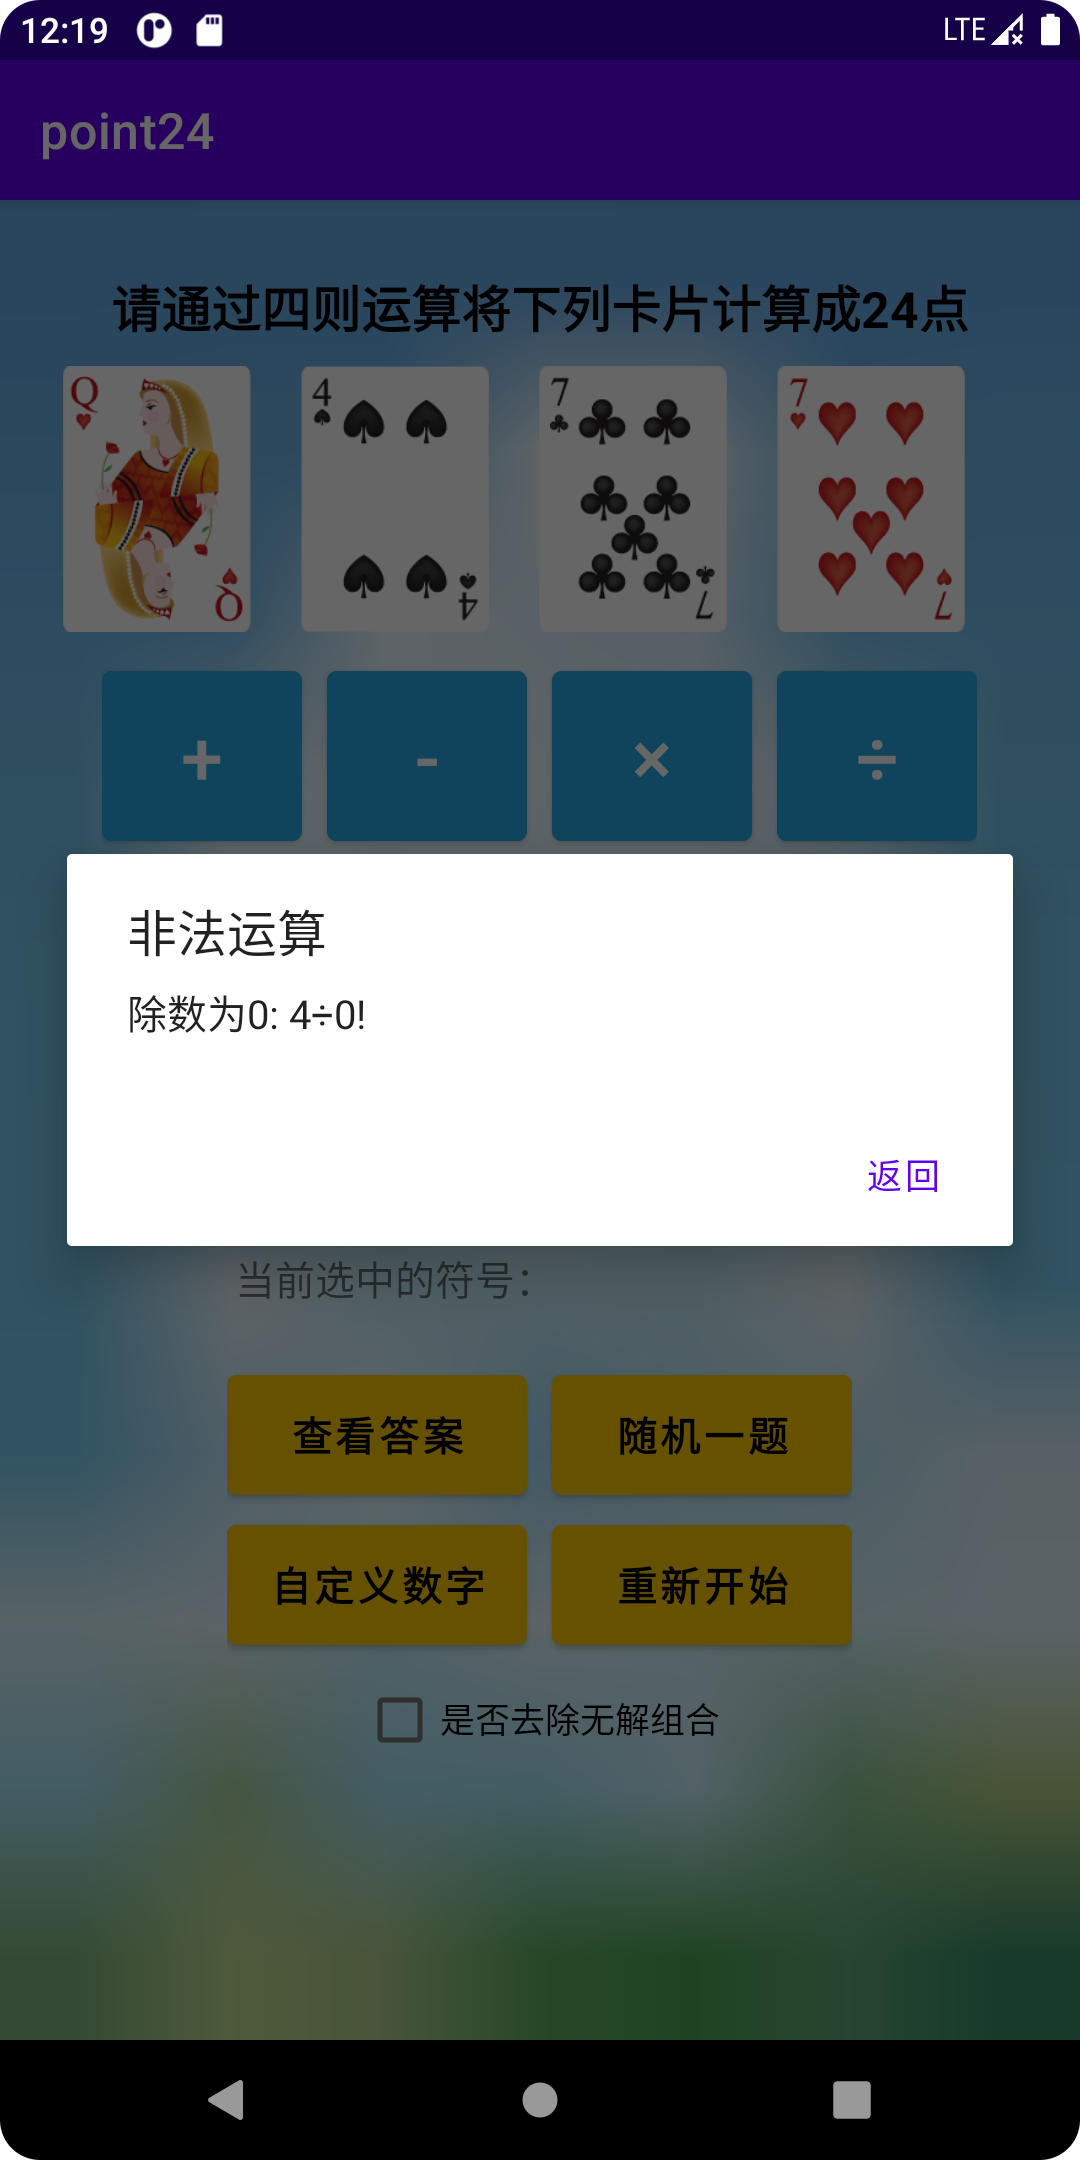 12:19
LTE
point24
请通过四则运算将下列卡片计算成24点
Q 4 7 7
Q 4 7 7
+ - × ÷
非法运算
除数为0: 4÷0!
返回
当前选中的符号：
查看答案 随机一题
自定义数字 重新开始
是否去除无解组合